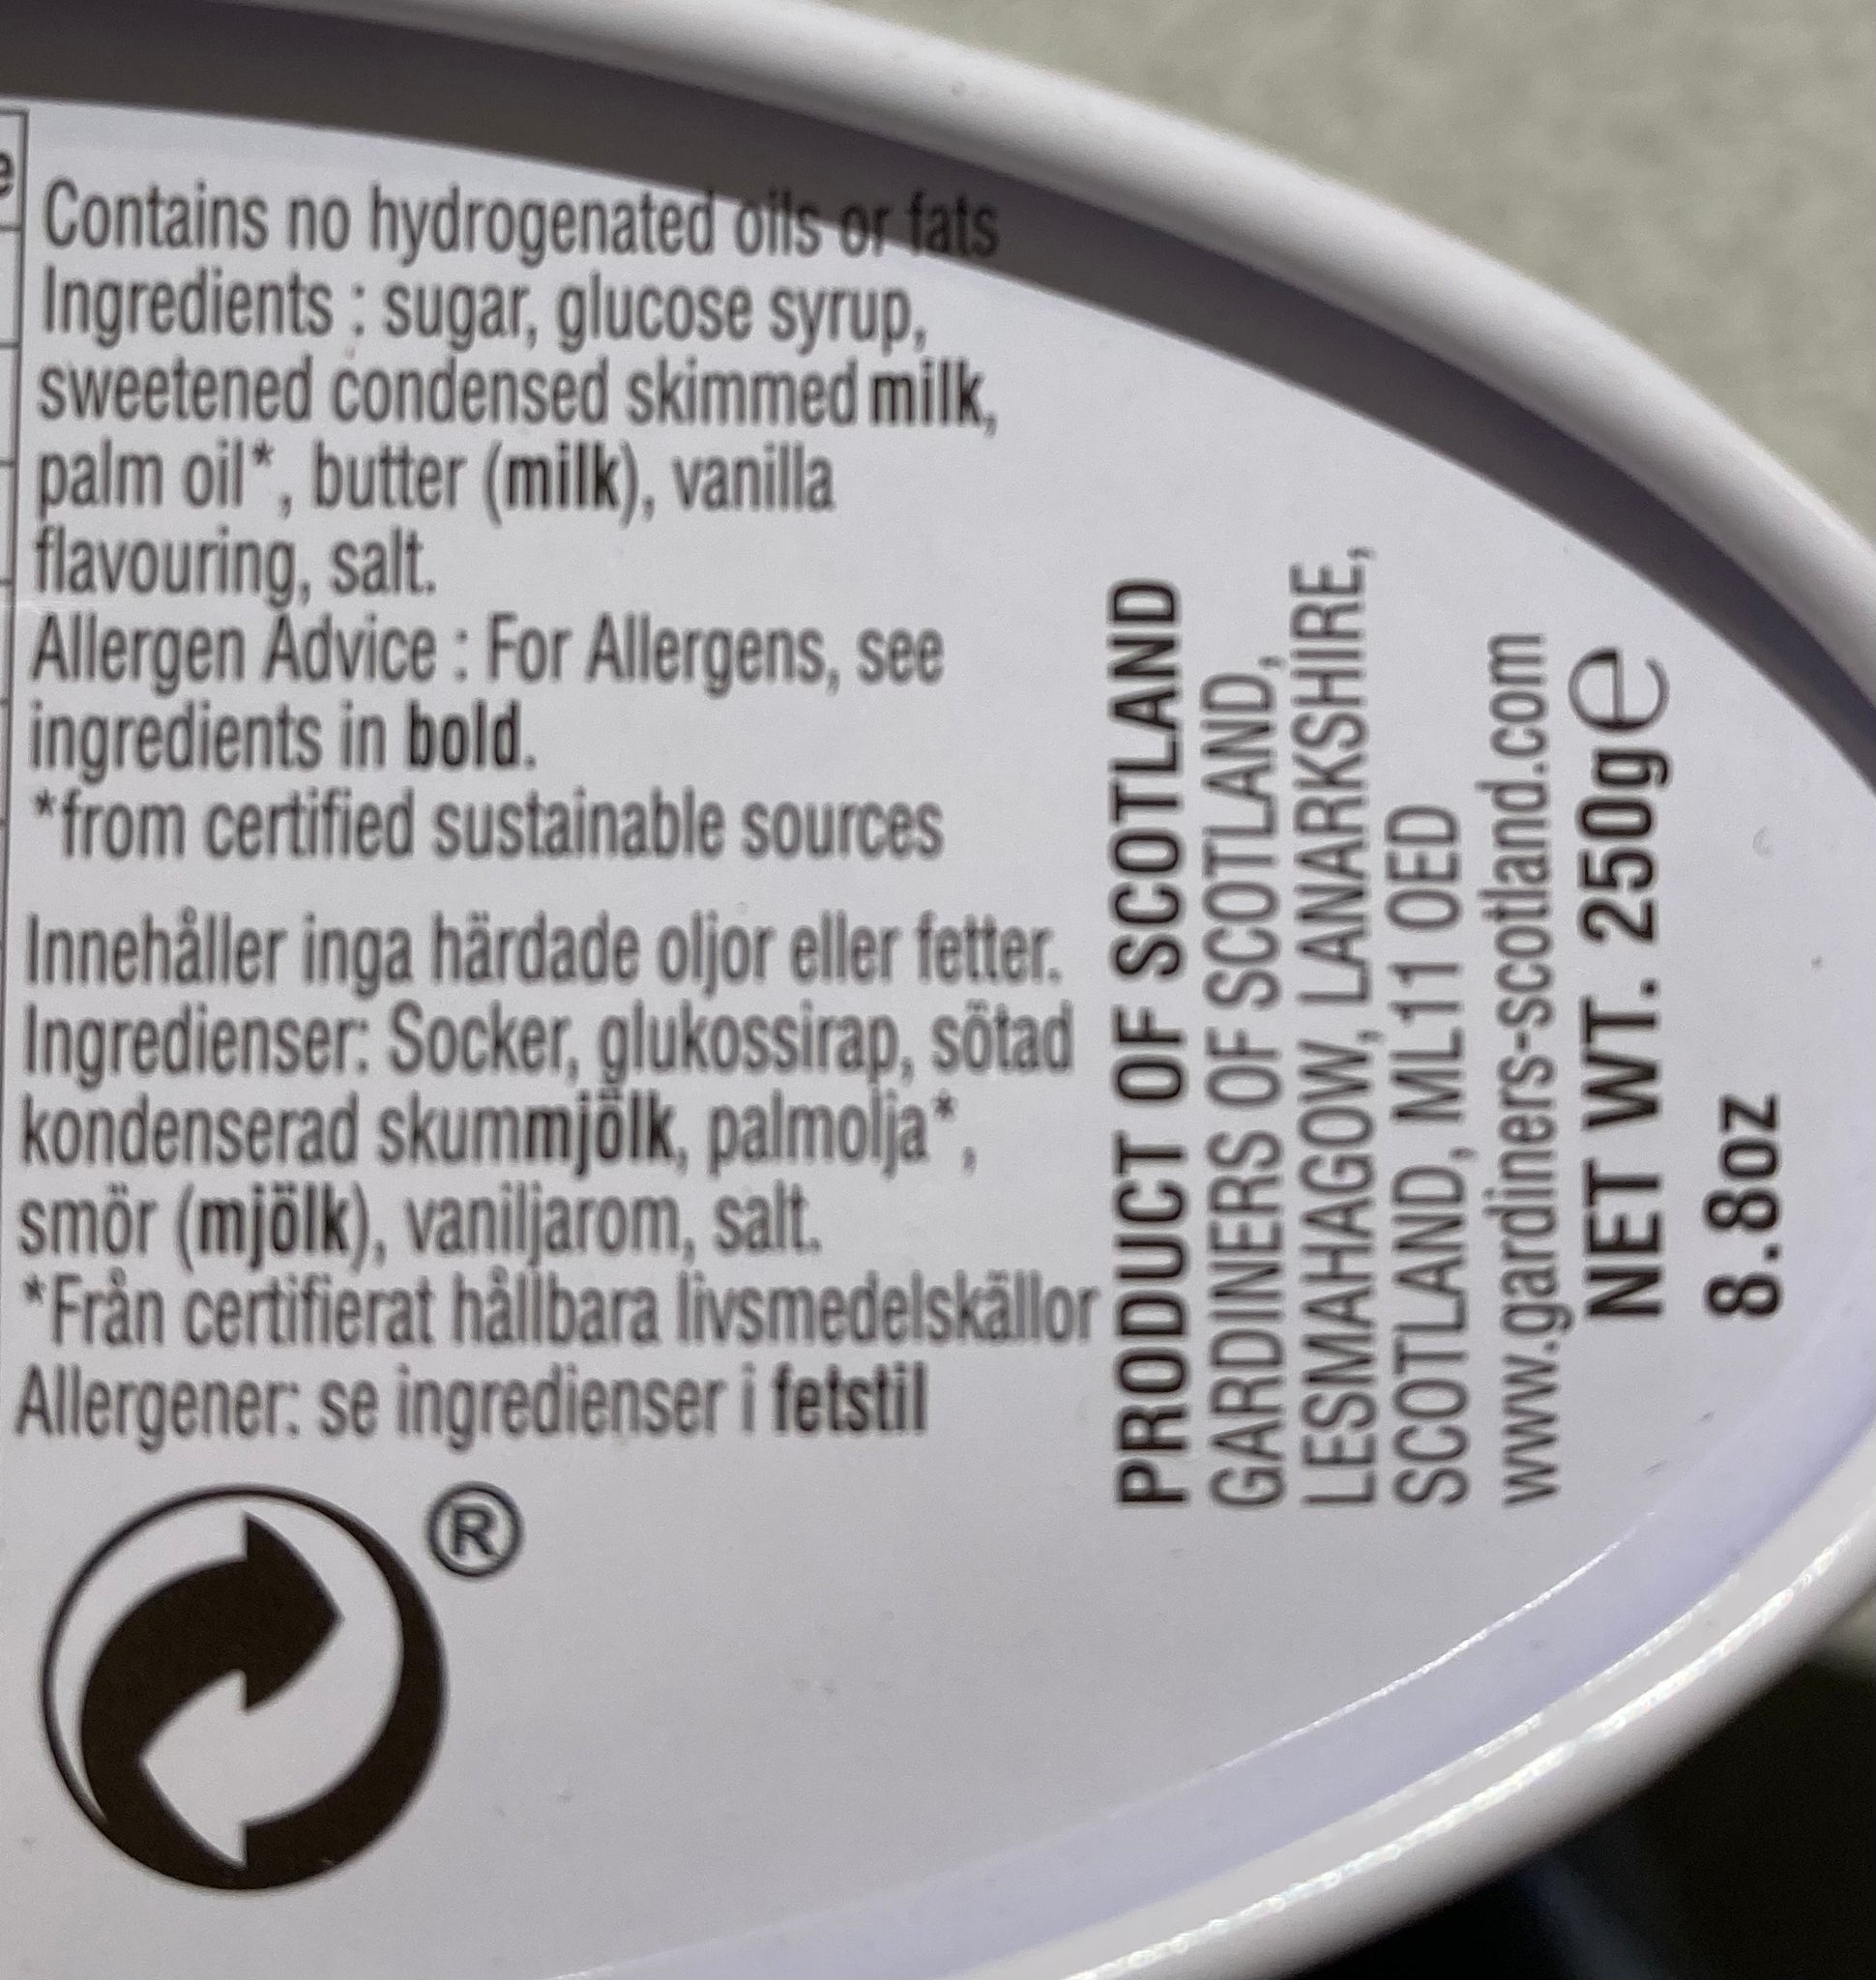 e
Contains no hydrogenated oils or fats
Ingredients : sugar, glucose syrup,
sweetened condensed skimmed milk,
palm oil*, butter (milk), vanilla
flavouring, salt.
Allergen Advice : For Allergens, see
ingredients in bold.
*from certified sustainable sources
Innehåller inga härdade oljor eller fetter.
Ingredienser: Socker, glukossirap, sötad
kondenserad skummjölk, palmolja*,
smör (mjölk), vaniljarom, salt.
*Från certifierat hållbara livsmedelskällor
Allergener: se ingredienser i fetstil
®
PRODUCT OF SCOTLAND
GARDINERS OF SCOTLAND,
LESMAHAGOW, LANARKSHIRE,
SCOTLAND, ML11 0ED
www.gardiners-scotland.com
NET WT. 250g℮
8.8oz